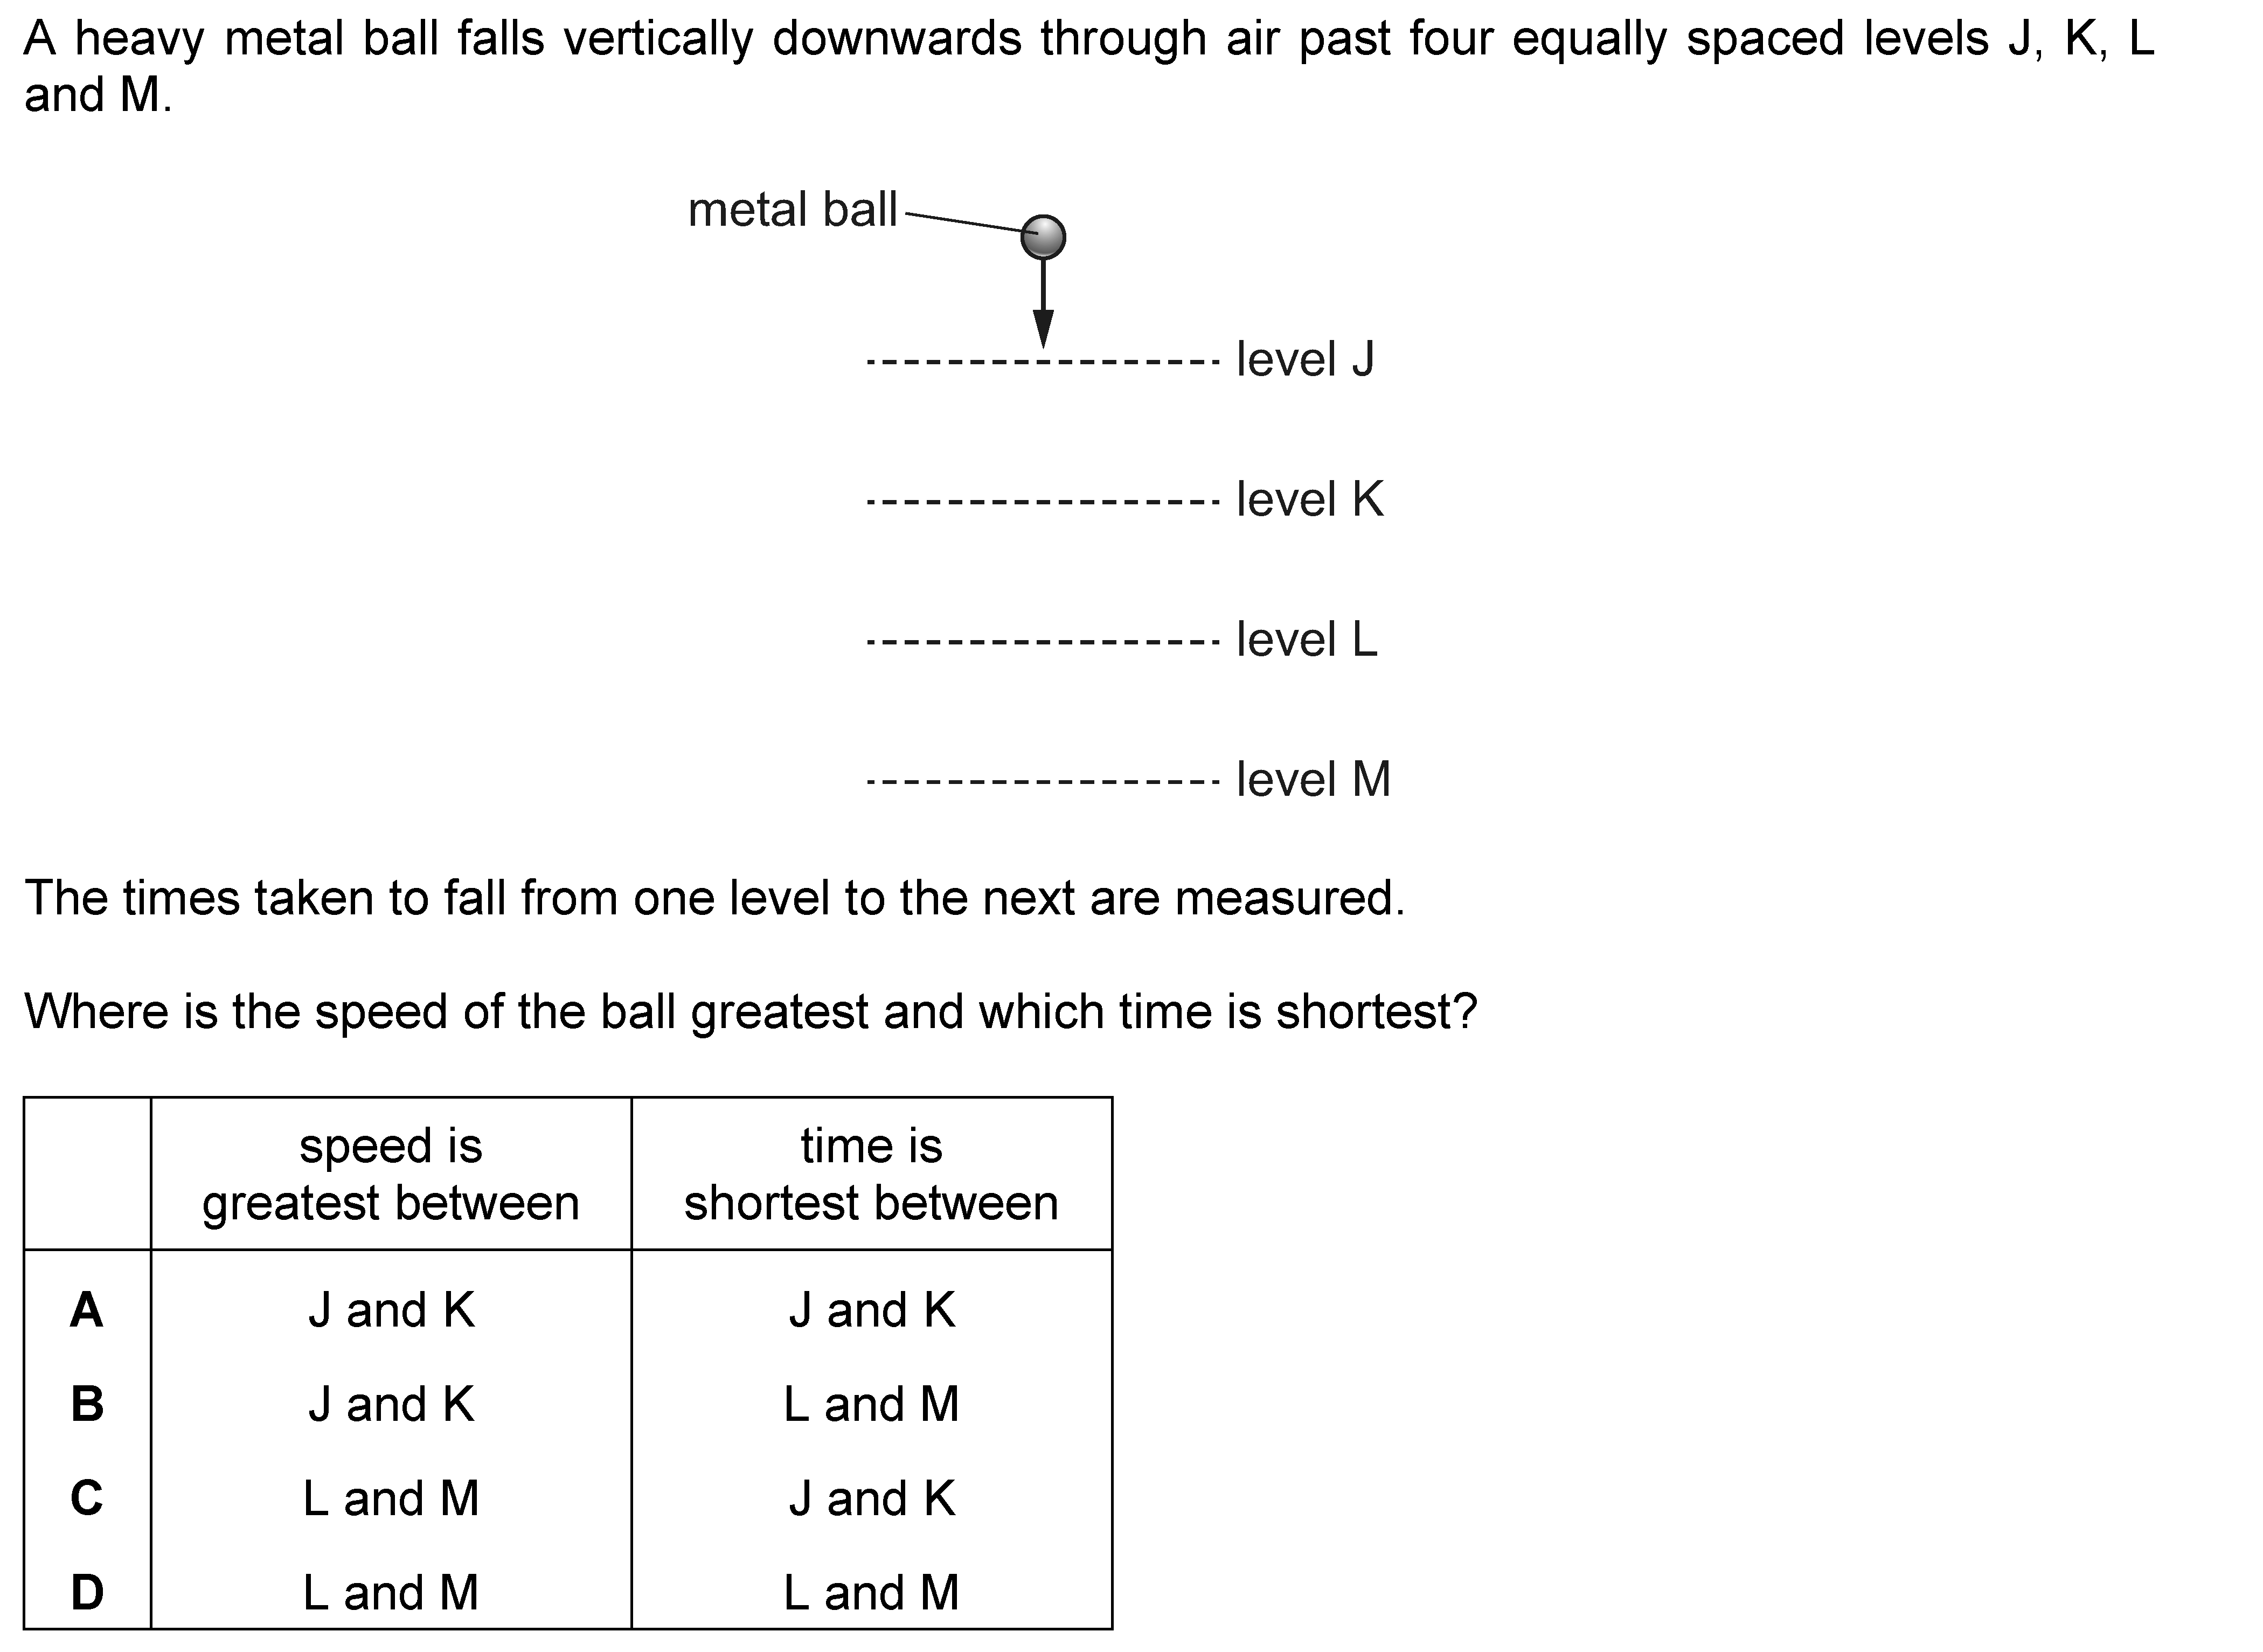 A heavy metal ball falls vertically downwards through air past four equally spaced levels J, K, L
and M.
metal ball
level J
level K
level L
level M
The times taken to fall from one level to the next are measured.
Where is the speed of the ball greatest and which time is shortest?
speed is greatest between time is shortest between
A J and K J and K
B J and K L and M
C L and M J and K
D L and M L and M